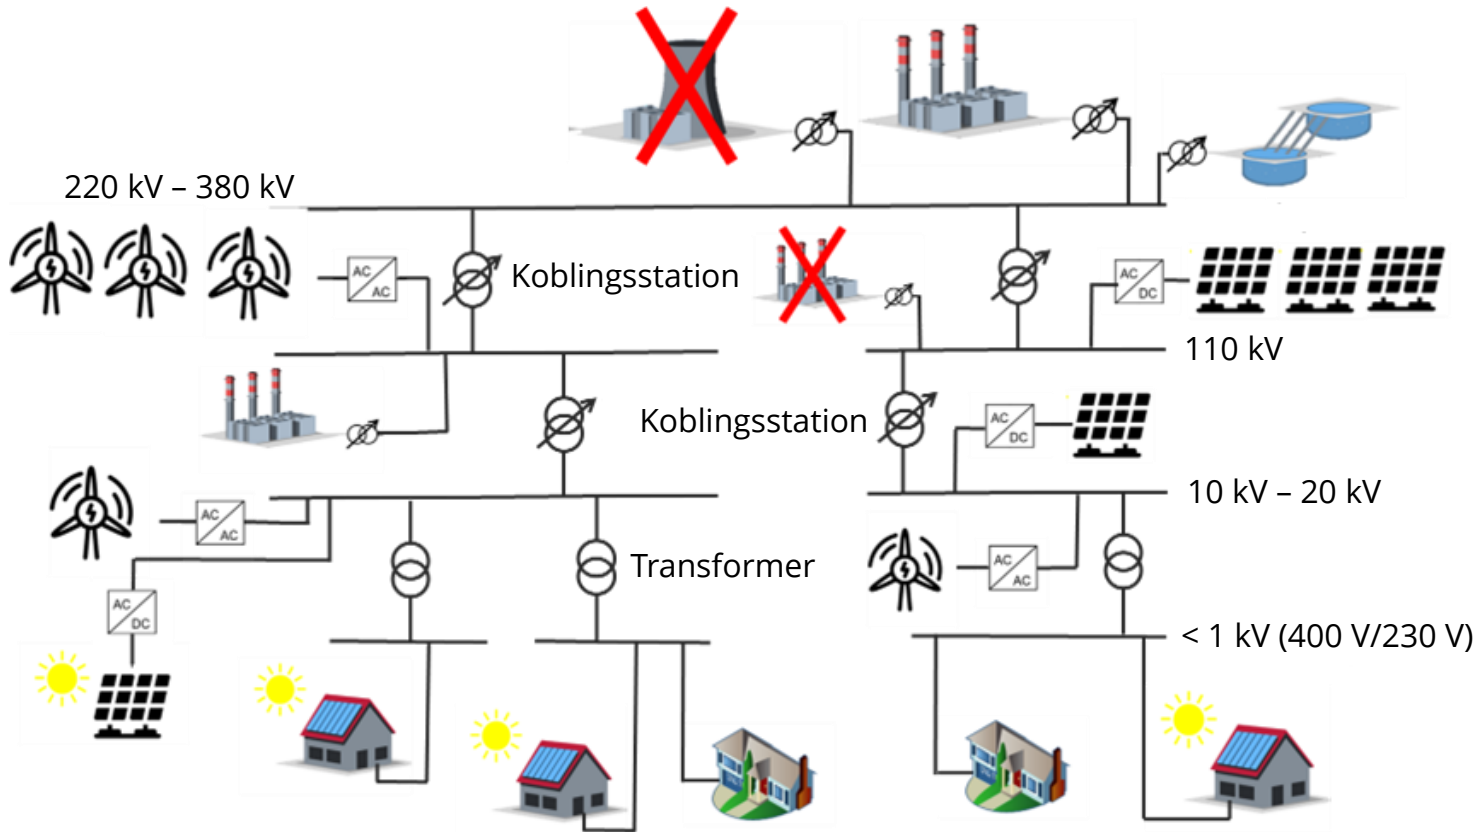 220 kV – 380 kV
AC
AC
Koblingsstation
AC
DC
110 kV
Koblingsstation
AC
DC
10 kV – 20 kV
AC
AC
Transformer
AC
AC
AC
DC
< 1 kV (400 V/230 V)